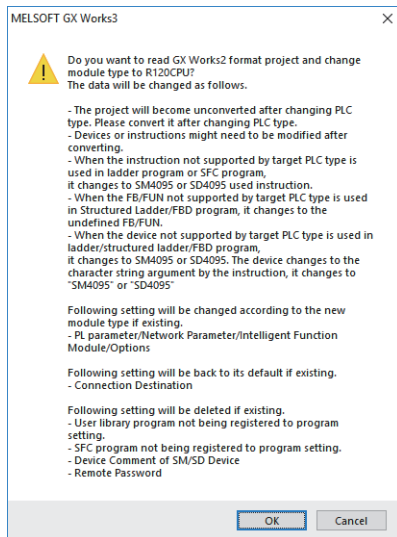 MELSOFT GX Works3
Do you want to read GX Works2 format project and change
module type to R120CPU?
The data will be changed as follows.
- The project will become unconverted after changing PLC
type. Please convert it after changing PLC type.
- Devices or instructions might need to be modified after
converting.
- When the instruction not supported by target PLC type is
used in ladder program or SFC program,
it changes to SM4095 or SD4095 used instruction.
- When the FB/FUN not supported by target PLC type is used
in Structured Ladder/FBD program, it changes to the
undefined FB/FUN.
- When the device not supported by target PLC type is used in
ladder/structured ladder/FBD program,
it changes to SM4095 or SD4095. The device changes to the
character string argument by the instruction, it changes to
"SM4095" or "SD4095"
Following setting will be changed according to the new
module type if existing.
- PL parameter/Network Parameter/Intelligent Function
Module/Options
Following setting will be back to its default if existing.
- Connection Destination
Following setting will be deleted if existing.
- User library program not being registered to program
setting.
- SFC program not being registered to program setting.
- Device Comment of SM/SD Device
- Remote Password
OK
Cancel